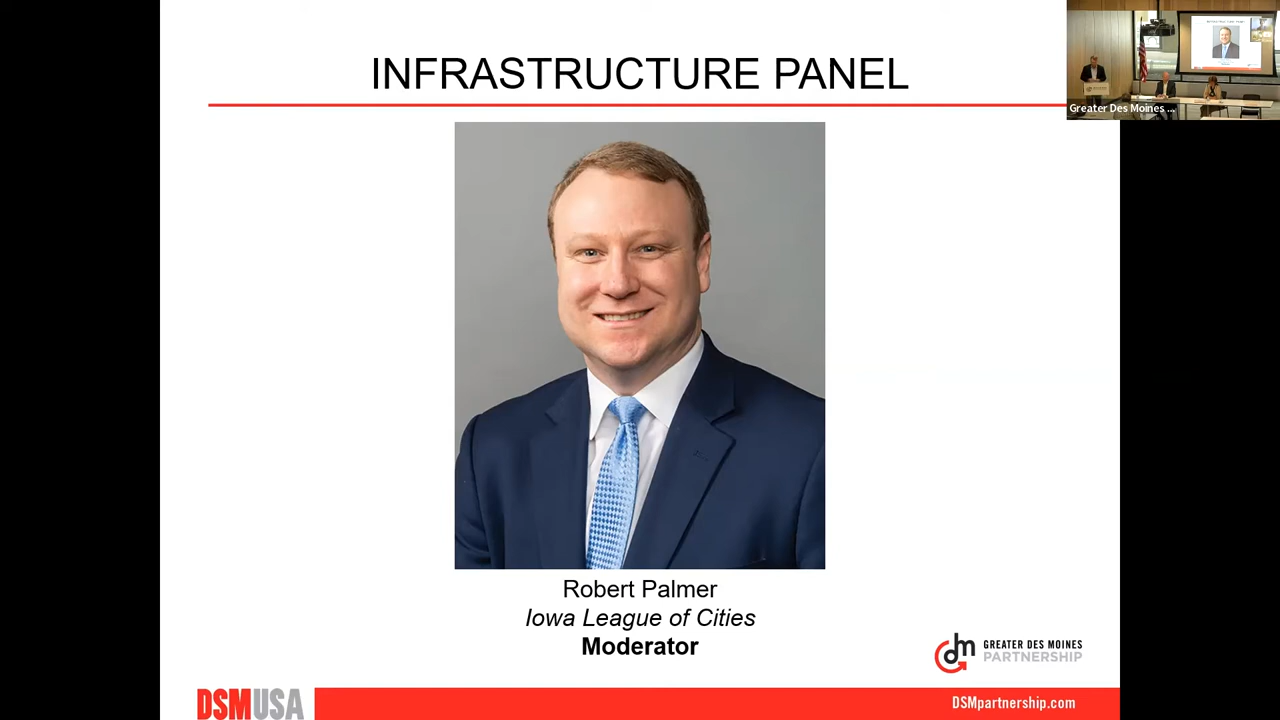 INFRASTRUCTURE PANEL
Greater Des Moines ...
Robert Palmer
Iowa League of Cities
Moderator
dm
GREATER DES MOINES
PARTNERSHIP
DSMUSA
DSMpartnership.com